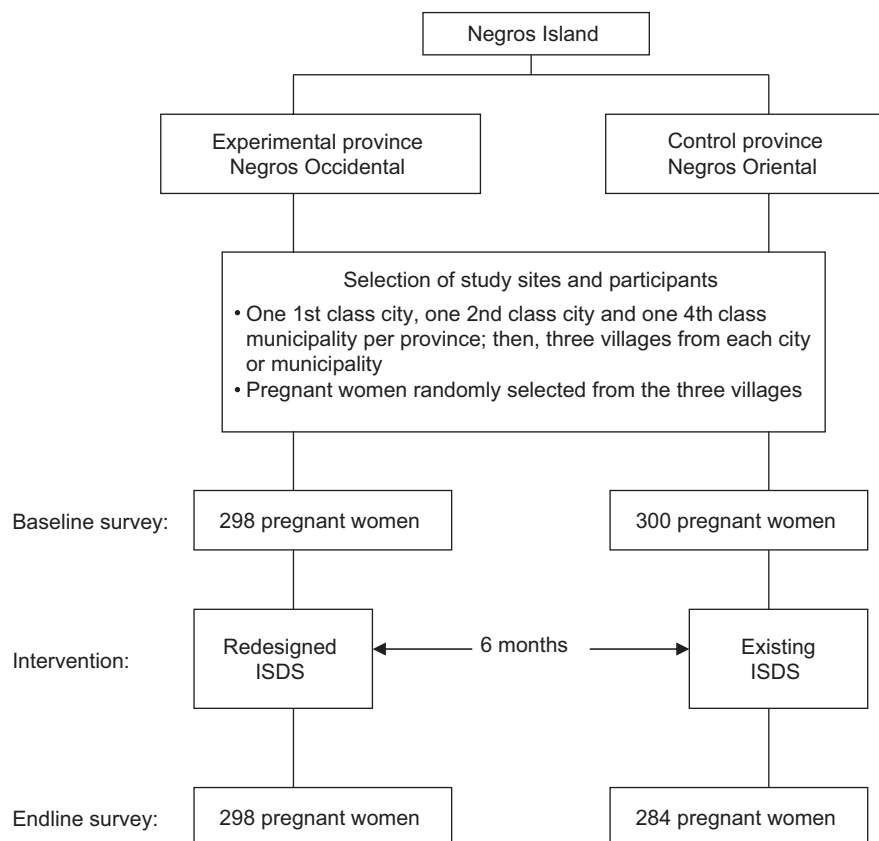 Negros Island
Experimental province
Negros Occidental
Control province
Negros Oriental
Selection of study sites and participants
• One 1st class city, one 2nd class city and one 4th class
municipality per province; then, three villages from each city
or municipality
• Pregnant women randomly selected from the three villages
Baseline survey:
298 pregnant women
300 pregnant women
Intervention:
Redesigned
ISDS
6 months
Existing
ISDS
Endline survey:
298 pregnant women
284 pregnant women